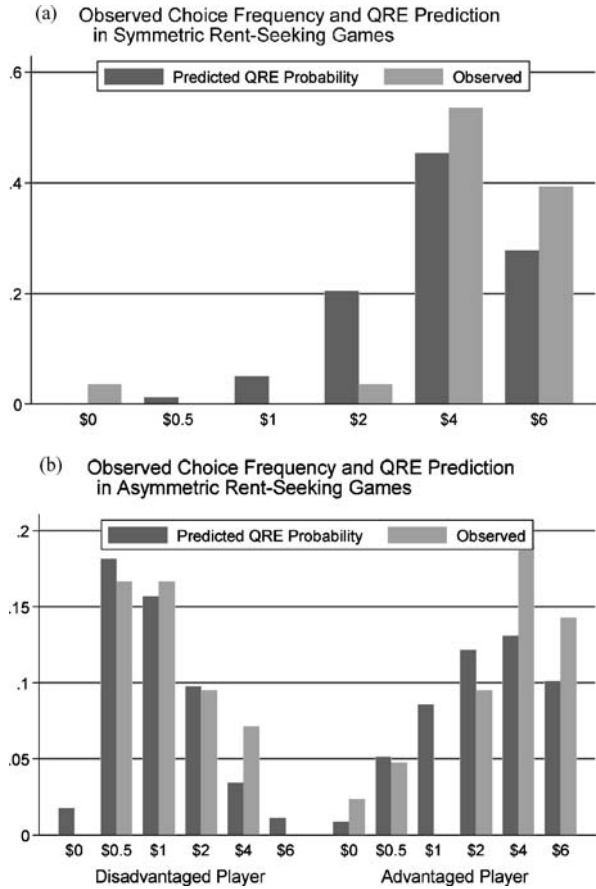 (a) Observed Choice Frequency and QRE Prediction
in Symmetric Rent-Seeking Games
.6
Predicted QRE Probability Observed
.4
.2
0
$0 $0.5 $1 $2 $4 $6
(b) Observed Choice Frequency and QRE Prediction
in Asymmetric Rent-Seeking Games
.2
Predicted QRE Probability Observed
.15
.1
.05
0
$0 $0.5 $1 $2 $4 $6 $0 $0.5 $1 $2 $4 $6
Disadvantaged Player Advantaged Player